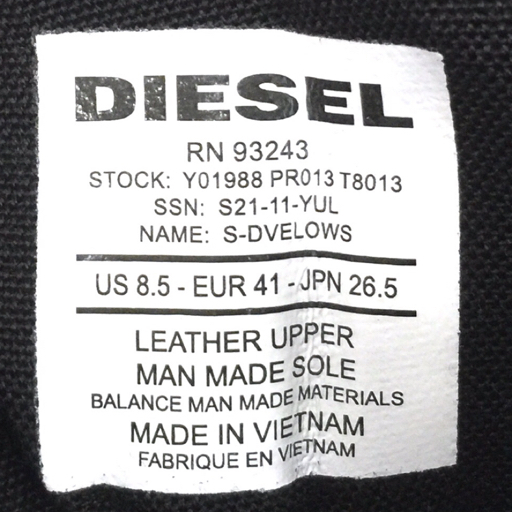 DIESEL
RN 93243
STOCK: Y01988 PR013 T8013
SSN: S21-11-YUL
NAME: S-DVELOWS
US 8.5 - EUR 41 - JPN 26.5
LEATHER UPPER
MAN MADE SOLE
BALANCE MAN MADE MATERIALS
MADE IN VIETNAM
FABRIQUE EN VIETNAM